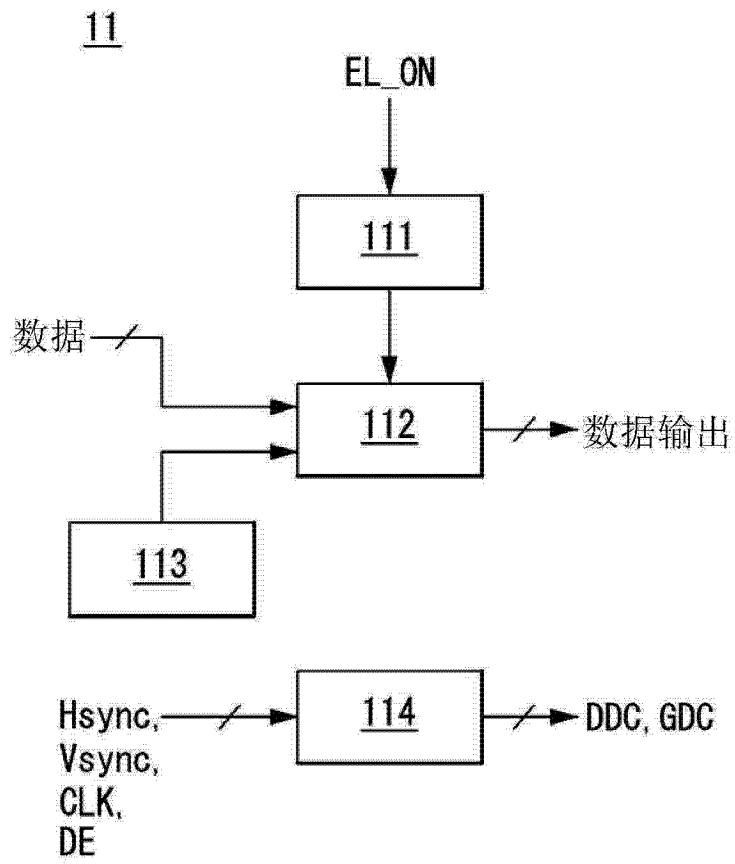 11
EL_ON
111
数据
112
数据输出
113
Hsync,
114
DDC, GDC
Vsync,
CLK,
DE